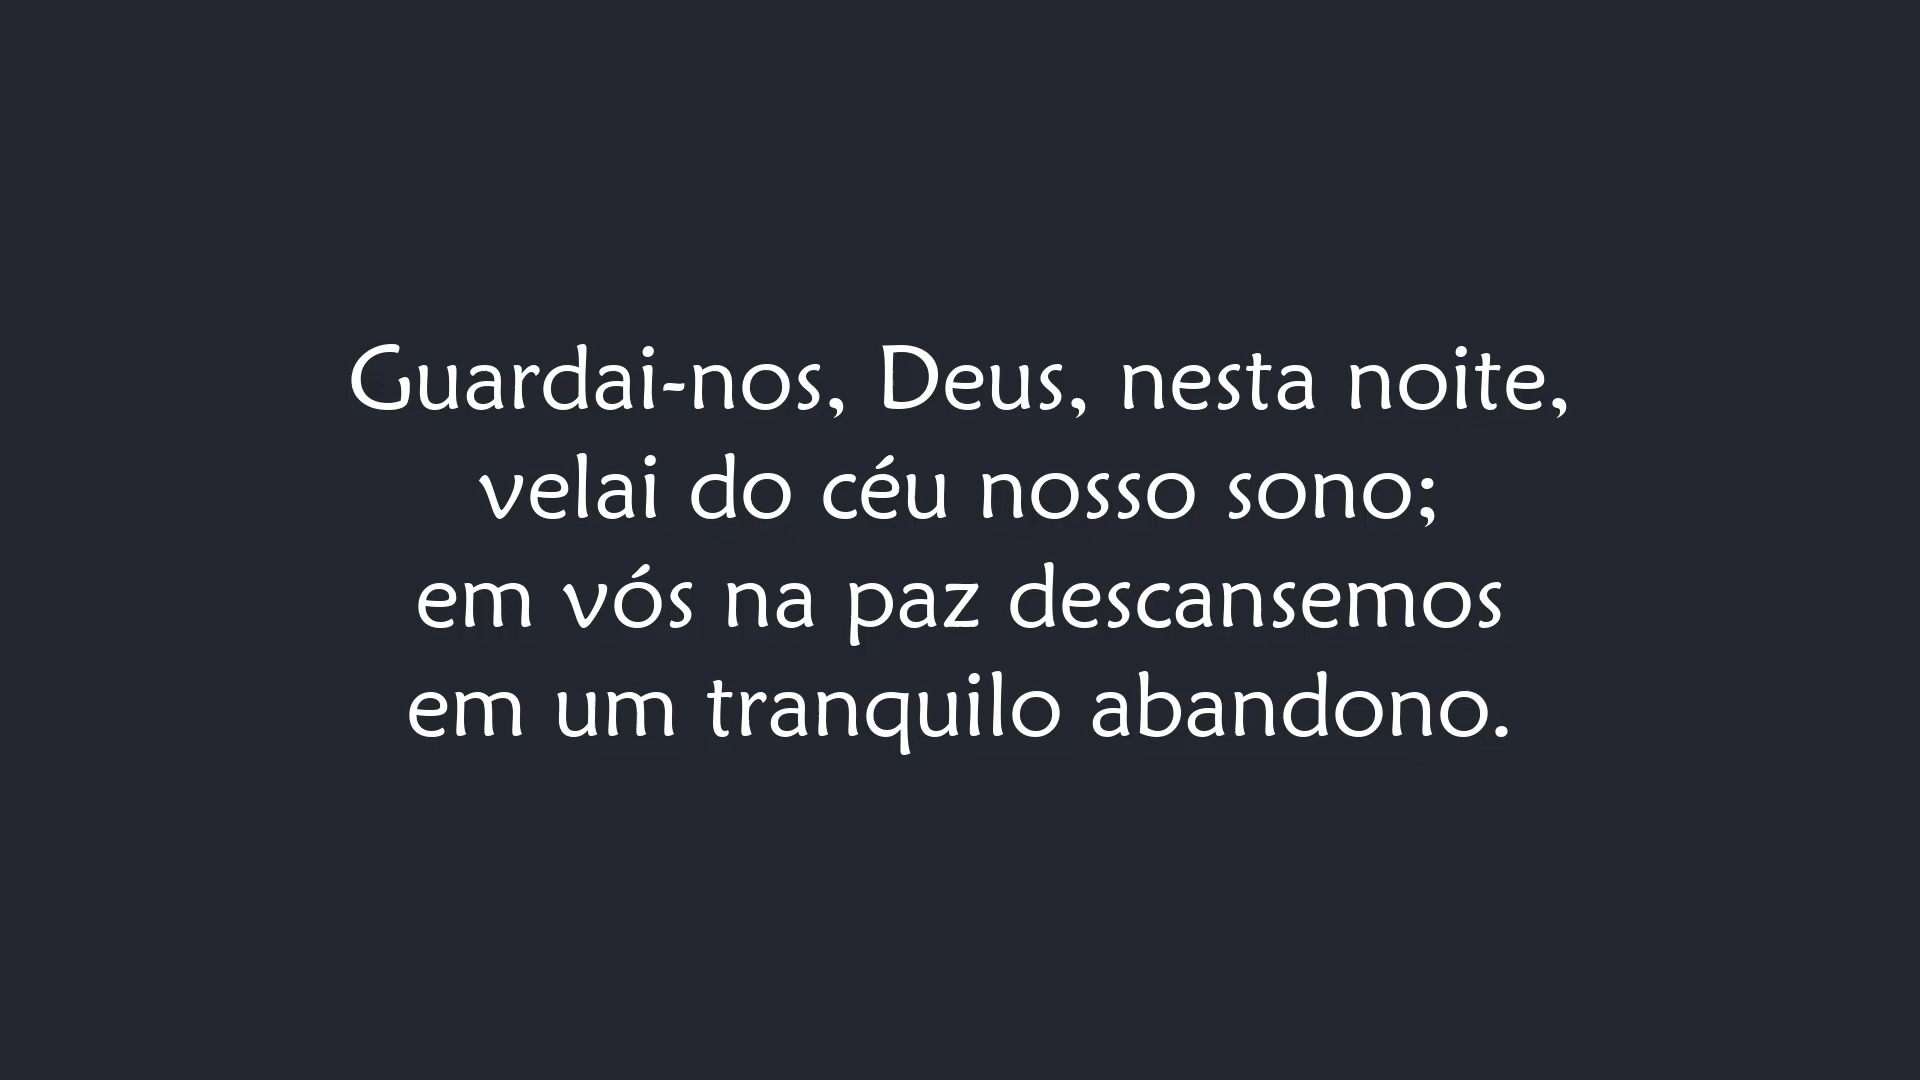 Guardai-nos, Deus, nesta noite,
velai do céu nosso sono;
em vós na paz descansemos
em um tranquilo abandono.